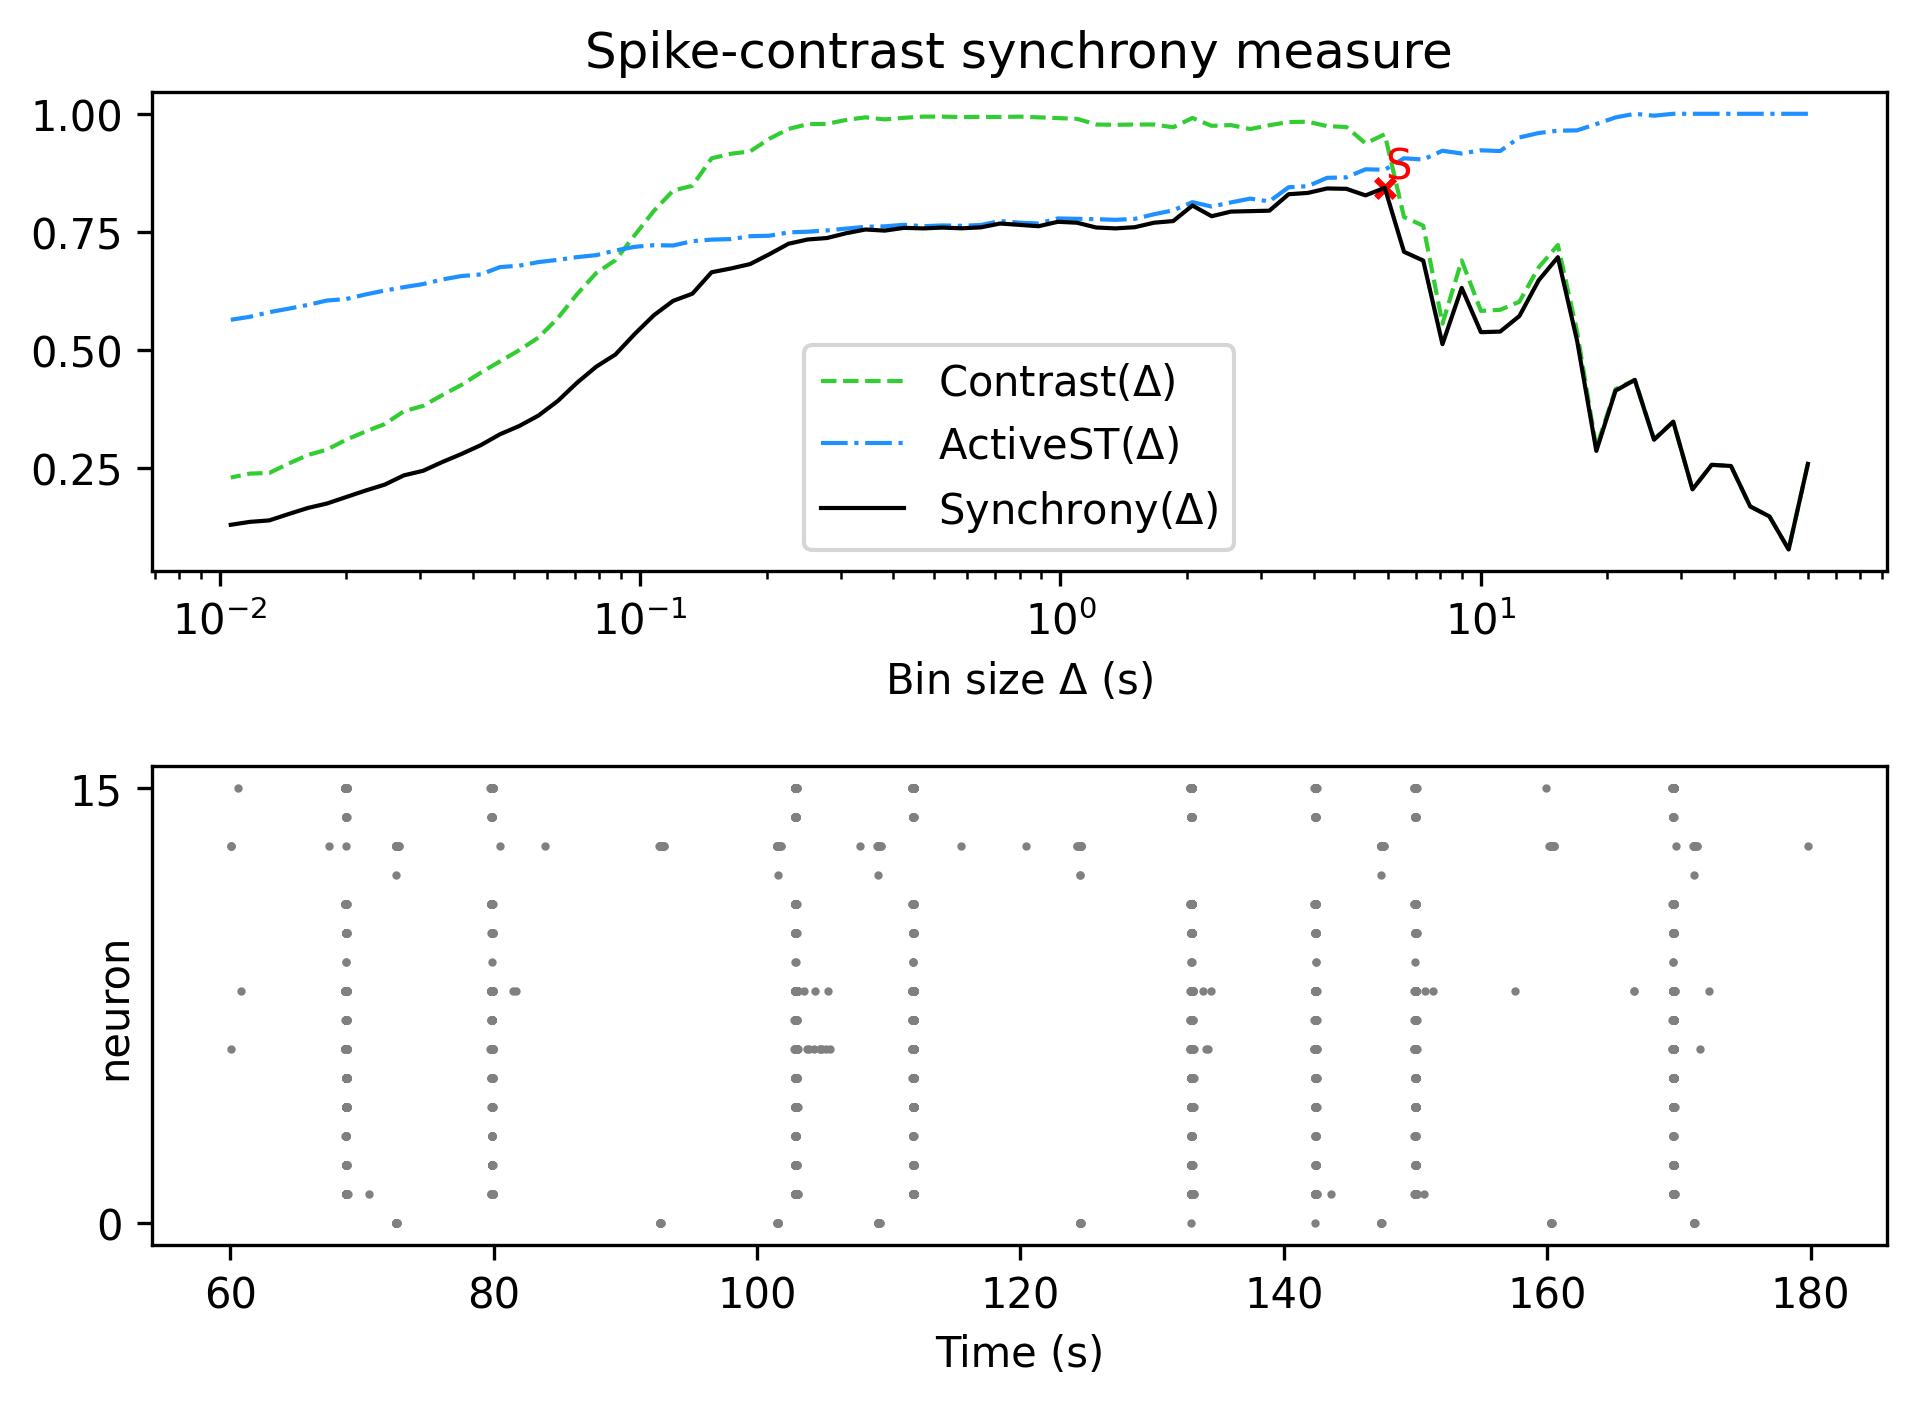 Spike-contrast synchrony measure
1.00
0.75
0.50
0.25
S
Contrast(Δ)
ActiveST(Δ)
Synchrony(Δ)
10⁻² 10⁻¹ 10⁰ 10¹
Bin size Δ (s)
15
neuron
0
60 80 100 120 140 160 180
Time (s)